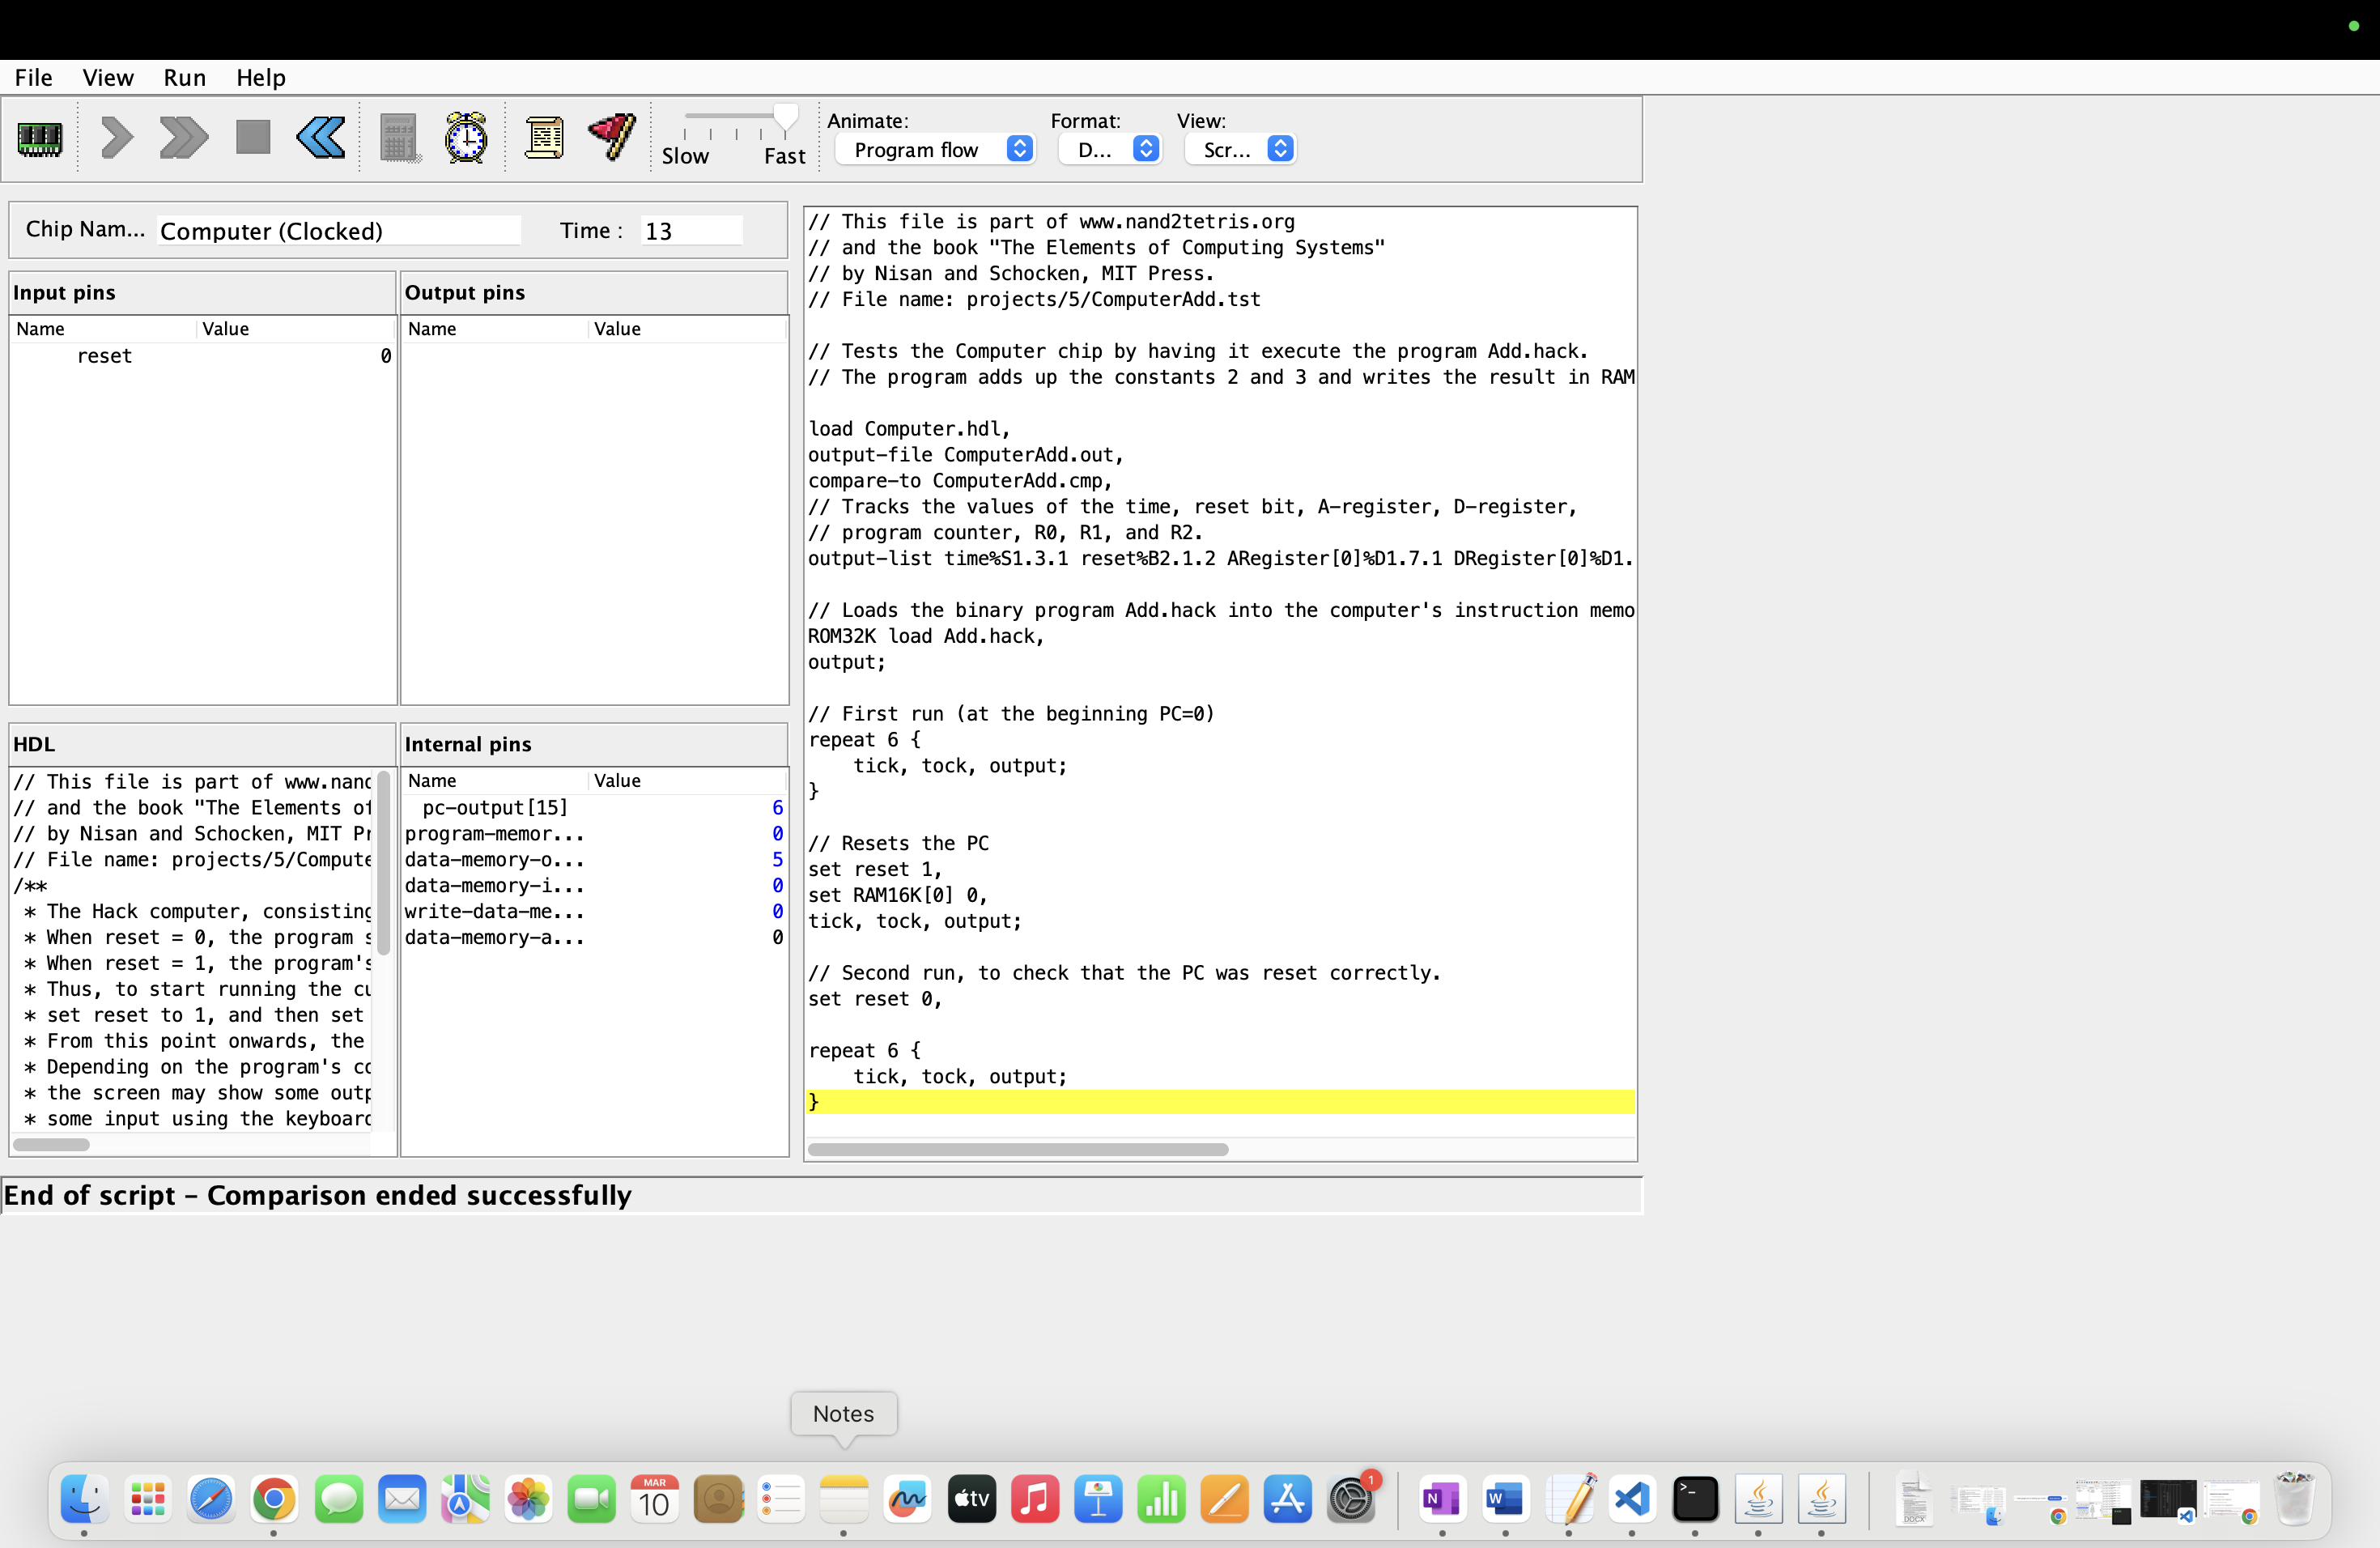 File View Run Help
Slow Fast
Animate: Format: View:
Program flow D... Scr...
Chip Nam... Computer (Clocked) Time : 13
Input pins
Name Value
reset 0
Output pins
Name Value
HDL
// This file is part of www.nand
// and the book "The Elements of
// by Nisan and Schocken, MIT Pr
// File name: projects/5/Compute
/**
* The Hack computer, consisting
* When reset = 0, the program s
* When reset = 1, the program's
* Thus, to start running the cu
* set reset to 1, and then set
* From this point onwards, the
* Depending on the program's co
* the screen may show some outp
* some input using the keyboard
Internal pins
Name Value
pc-output[15] 6
program-memor... 0
data-memory-o... 5
data-memory-i... 0
write-data-me... 0
data-memory-a... 0
// This file is part of www.nand2tetris.org
// and the book "The Elements of Computing Systems"
// by Nisan and Schocken, MIT Press.
// File name: projects/5/ComputerAdd.tst
// Tests the Computer chip by having it execute the program Add.hack.
// The program adds up the constants 2 and 3 and writes the result in RAM
load Computer.hdl,
output-file ComputerAdd.out,
compare-to ComputerAdd.cmp,
// Tracks the values of the time, reset bit, A-register, D-register,
// program counter, R0, R1, and R2.
output-list time%S1.3.1 reset%B2.1.2 ARegister[0]%D1.7.1 DRegister[0]%D1.
// Loads the binary program Add.hack into the computer's instruction memo
ROM32K load Add.hack,
output;
// First run (at the beginning PC=0)
repeat 6 {
tick, tock, output;
}
// Resets the PC
set reset 1,
set RAM16K[0] 0,
tick, tock, output;
// Second run, to check that the PC was reset correctly.
set reset 0,
repeat 6 {
tick, tock, output;
}
End of script – Comparison ended successfully
Notes
MAR
10
tv
1
N
W
>_
DOCX